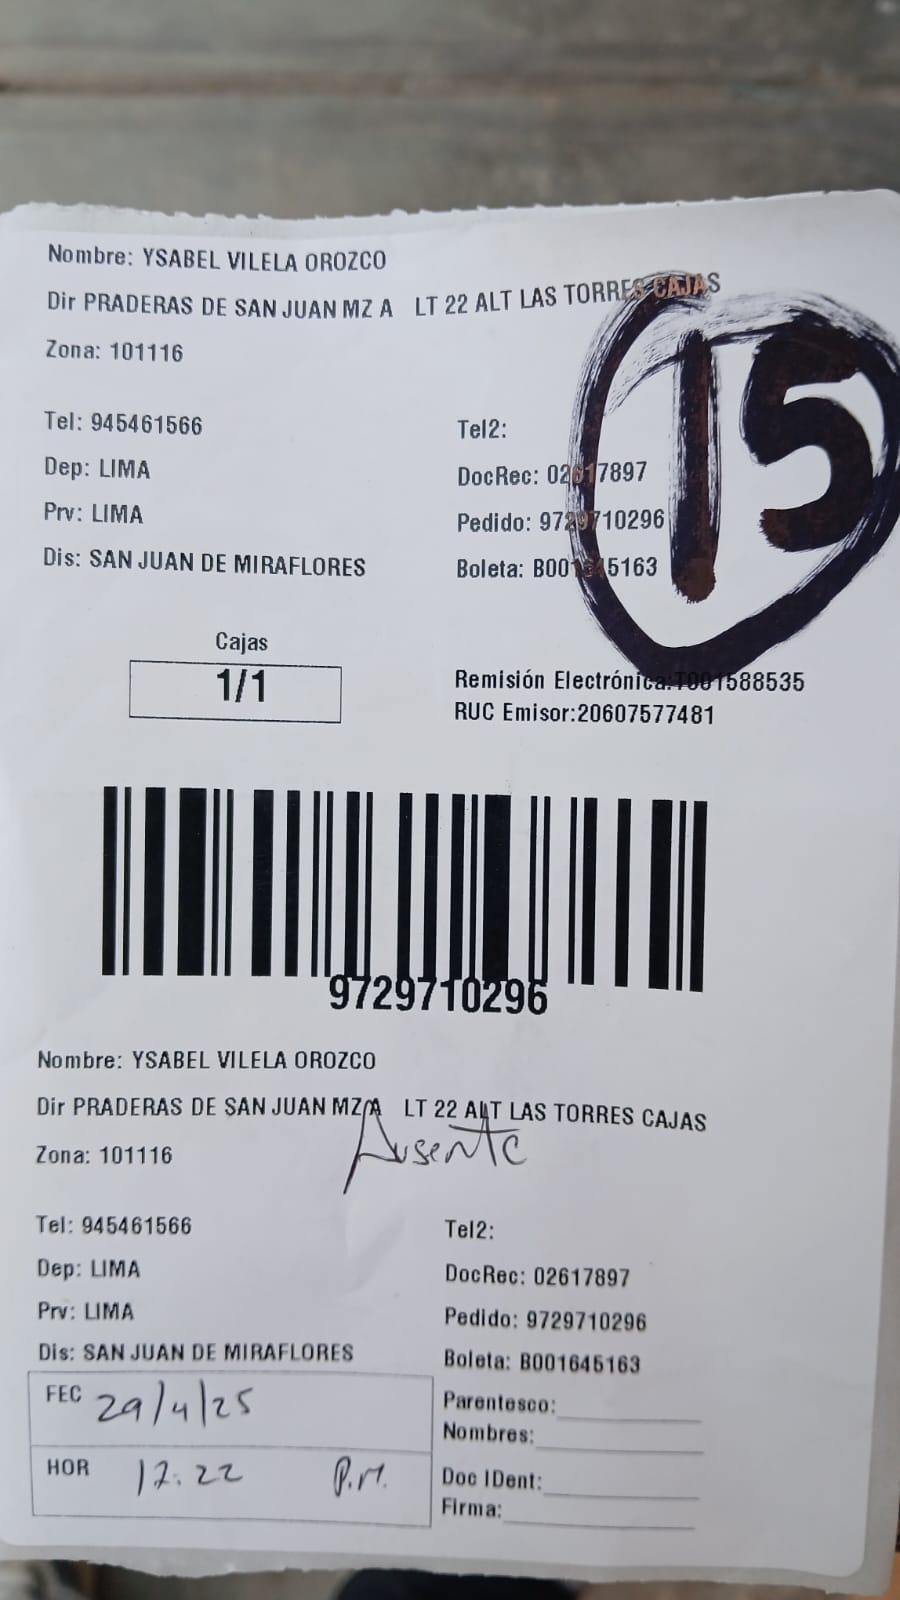 Nombre: YSABEL VILELA OROZCO
Dir PRADERAS DE SAN JUAN MZ A LT 22 ALT LAS TORRES CAJAS
Zona: 101116
15
Tel: 945461566 Tel2:
Dep: LIMA DocRec: 02617897
Prv: LIMA Pedido: 9729710296
Dis: SAN JUAN DE MIRAFLORES Boleta: B001645163
Cajas
1/1
Remisión Electrónica:T001588535
RUC Emisor:20607577481
9729710296
Nombre: YSABEL VILELA OROZCO
Dir PRADERAS DE SAN JUAN MZ A LT 22 ALT LAS TORRES CAJAS
Ausente
Zona: 101116
Tel: 945461566 Tel2:
Dep: LIMA DocRec: 02617897
Prv: LIMA Pedido: 9729710296
Dis: SAN JUAN DE MIRAFLORES Boleta: B001645163
FEC 29/4/25 Parentesco:
Nombres:
HOR 12:22 P.M. Doc IDent:
Firma: